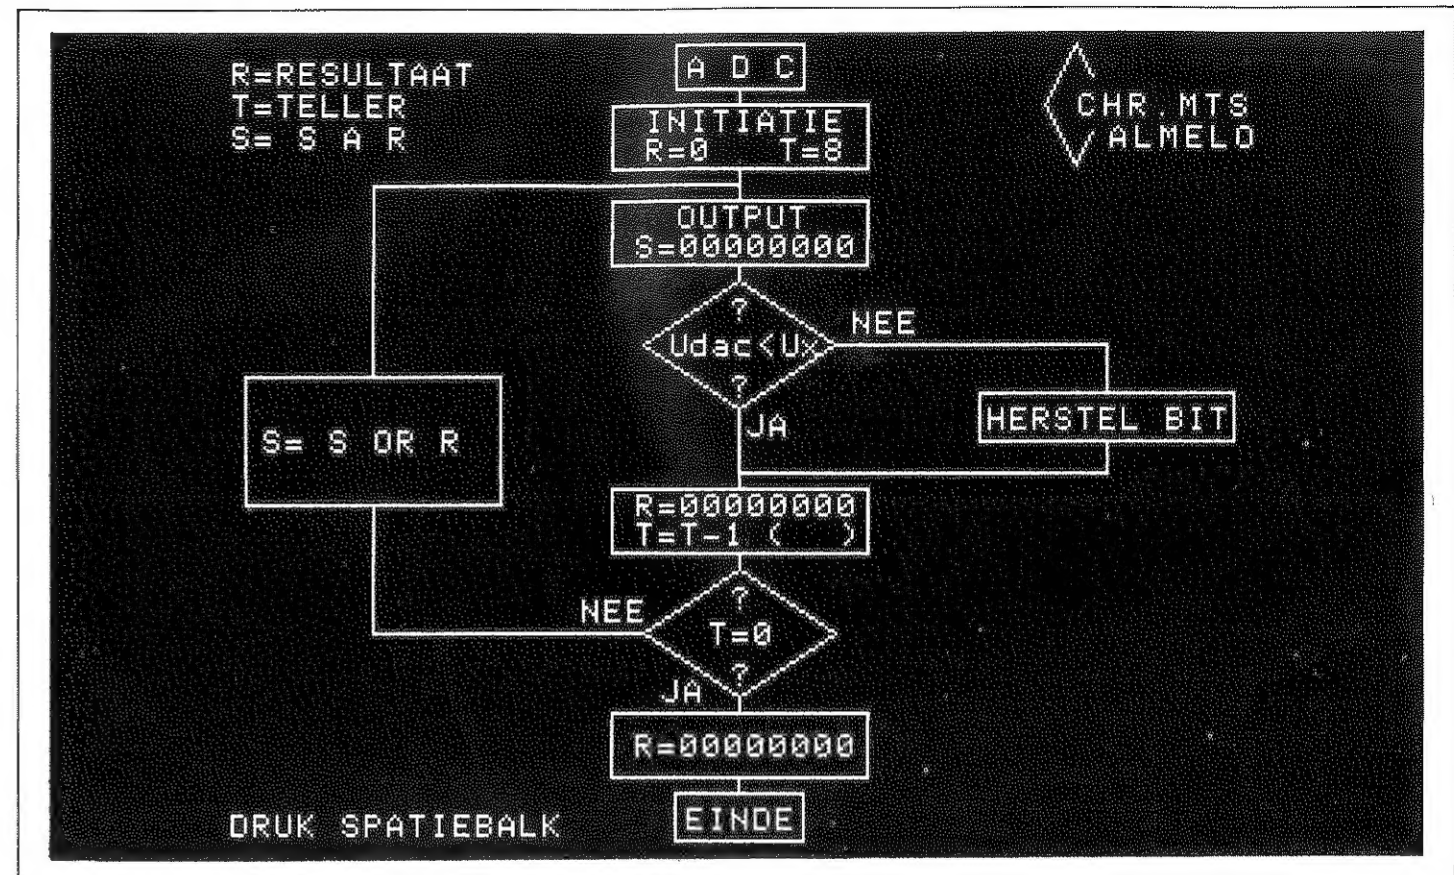 R=RESULTAAT
T=TELLER
S= S A R
A D C
CHR.MTS
ALMELO
INITIATIE
R=0 T=8
OUTPUT
S=00000000
?
Udac<Ux
?
NEE
JA
HERSTEL BIT
S= S OR R
R=00000000
T=T-1 ( )
?
T=0
?
NEE
JA
R=00000000
EINDE
DRUK SPATIEBALK